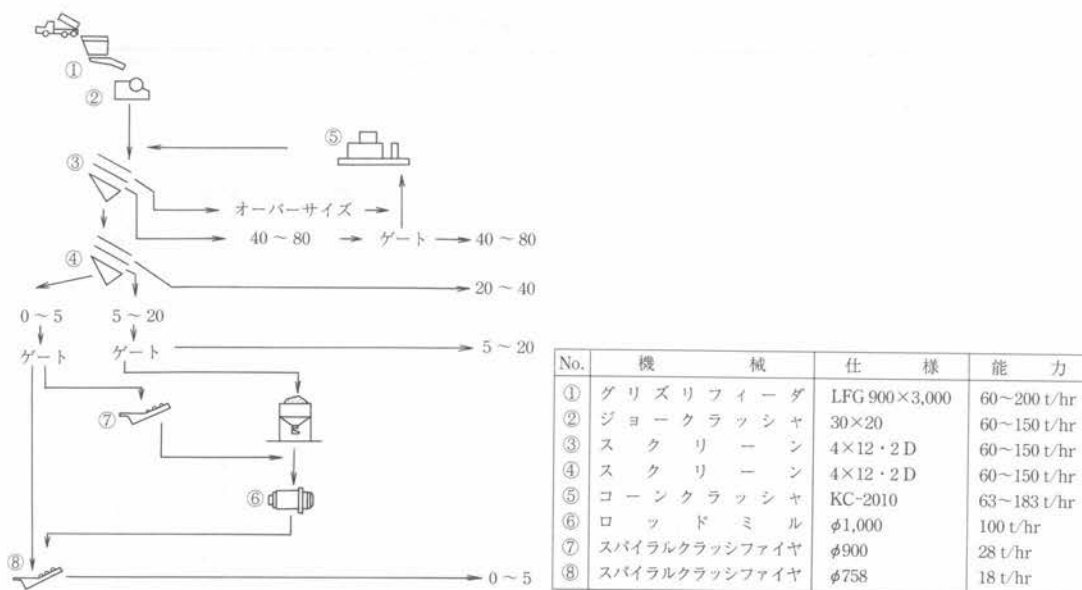 ①
②
⑤
③
オーバーサイズ
40～80 ゲート 40～80
④
20～40
0～5 5～20
ゲート ゲート 5～20
⑦
⑥
⑧
0～5
No. 機械 仕様 能力
① グリズリフィーダ LFG 900×3,000 60～200 t/hr
② ジョークラッシャ 30×20 60～150 t/hr
③ スクリーン 4×12・2 D 60～150 t/hr
④ スクリーン 4×12・2 D 60～150 t/hr
⑤ コーンクラッシャ KC-2010 63～183 t/hr
⑥ ロッドミル φ1,000 100 t/hr
⑦ スパイラルクラッシファイヤ φ900 28 t/hr
⑧ スパイラルクラッシファイヤ φ758 18 t/hr